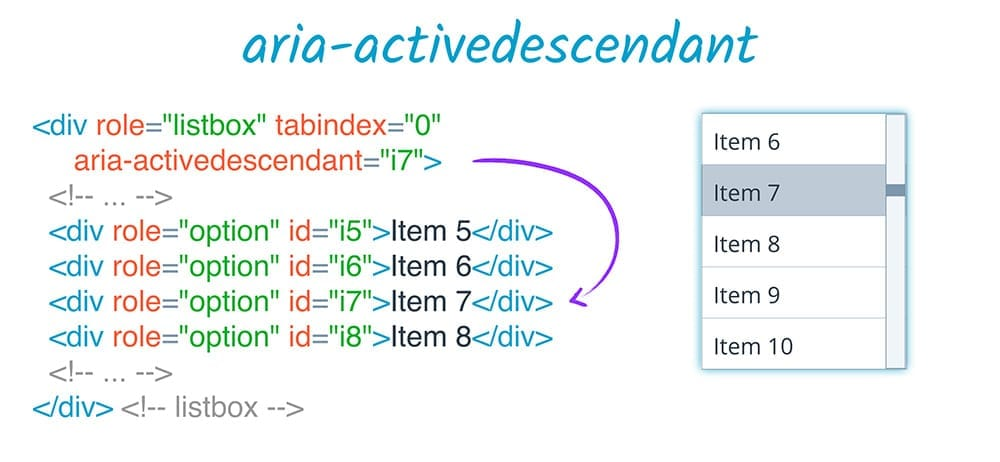 aria-activedescendant
<div role="listbox" tabindex="0"
aria-activedescendant="i7">
<!-- ... -->
<div role="option" id="i5">Item 5</div>
<div role="option" id="i6">Item 6</div>
<div role="option" id="i7">Item 7</div>
<div role="option" id="i8">Item 8</div>
<!-- ... -->
</div> <!-- listbox -->
Item 6
Item 7
Item 8
Item 9
Item 10